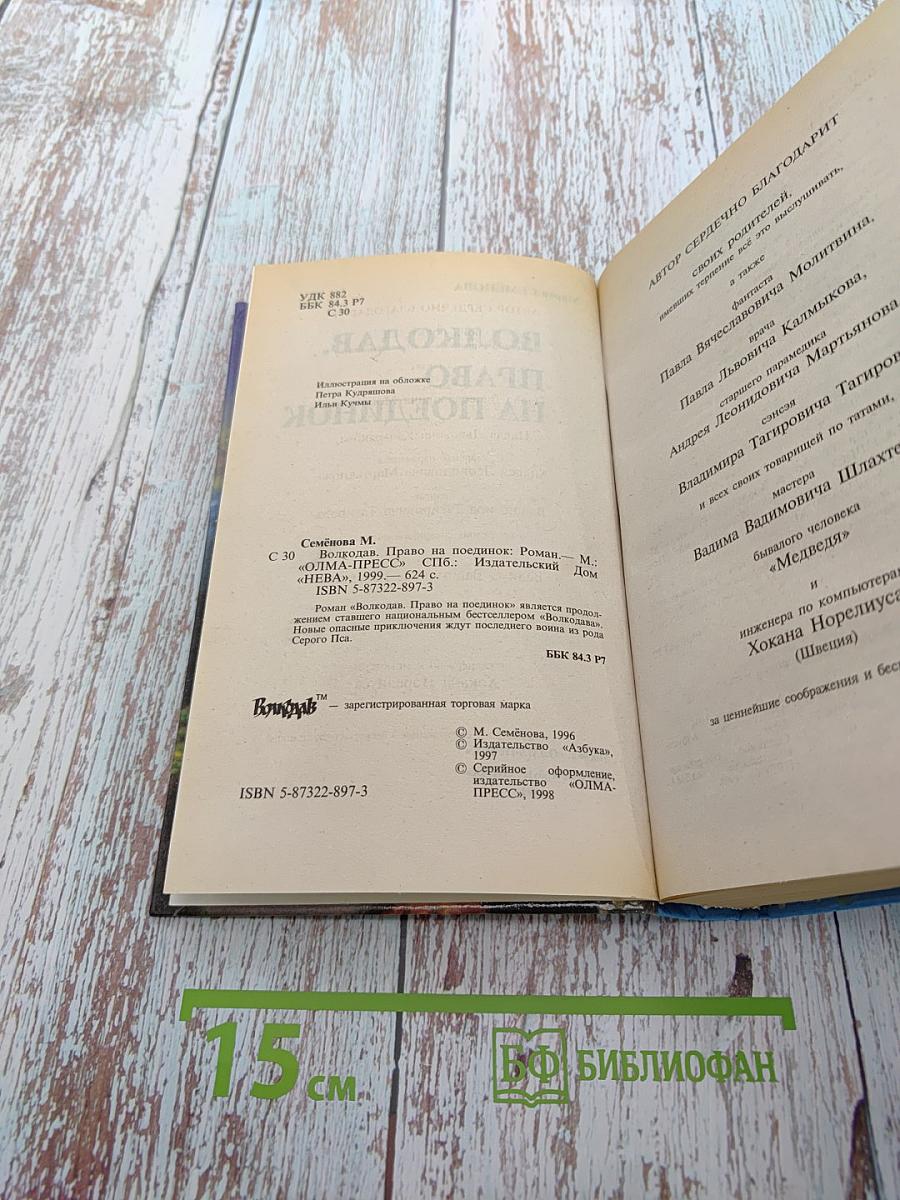 УДК 882
ББК 84.3 Р7
С 30
Иллюстрация на обложке
Петра Кудряшова
Ильи Кучмы
Семёнова М.
С 30 Волкодав. Право на поединок: Роман.— М.:
«ОЛМА-ПРЕСС» СПб.: Издательский Дом
«НЕВА», 1999.— 624 с.
ISBN 5-87322-897-3
Роман «Волкодав. Право на поединок» является продол-
жением ставшего национальным бестселлером «Волкодава».
Новые опасные приключения ждут последнего воина из рода
Серого Пса.
ББК 84.3 Р7
Волкодав™ — зарегистрированная торговая марка
© М. Семёнова, 1996
© Издательство «Азбука»,
1997
© Серийное оформление,
издательство «ОЛМА-
ПРЕСС», 1998
ISBN 5-87322-897-3
АВТОР СЕРДЕЧНО БЛАГОДАРИТ
своих родителей,
имевших терпение всё это выслушивать,
а также
фантаста
Павла Вячеславовича Молитвина,
врача
Павла Львовича Калмыкова,
старшего парамедика
Андрея Леонидовича Мартьянова,
сэнсэя
Владимира Тагировича Тагиров
и всех своих товарищей по татами,
мастера
Вадима Вадимовича Шлахте
бывалого человека
«Медведя»
и
инженера по компьютерам
Хокана Норелиуса
(Швеция)
за ценнейшие соображения и бес
15 см
БФ БИБЛИОФАН